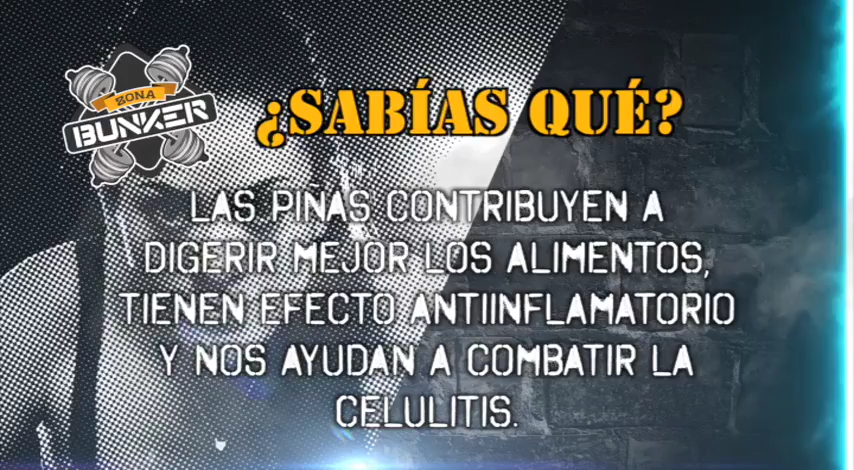 ZONA
BUNKER
¿SABÍAS QUÉ?
LAS PIÑAS CONTRIBUYEN A
DIGERIR MEJOR LOS ALIMENTOS,
TIENEN EFECTO ANTIINFLAMATORIO
Y NOS AYUDAN A COMBATIR LA
CELULITIS.